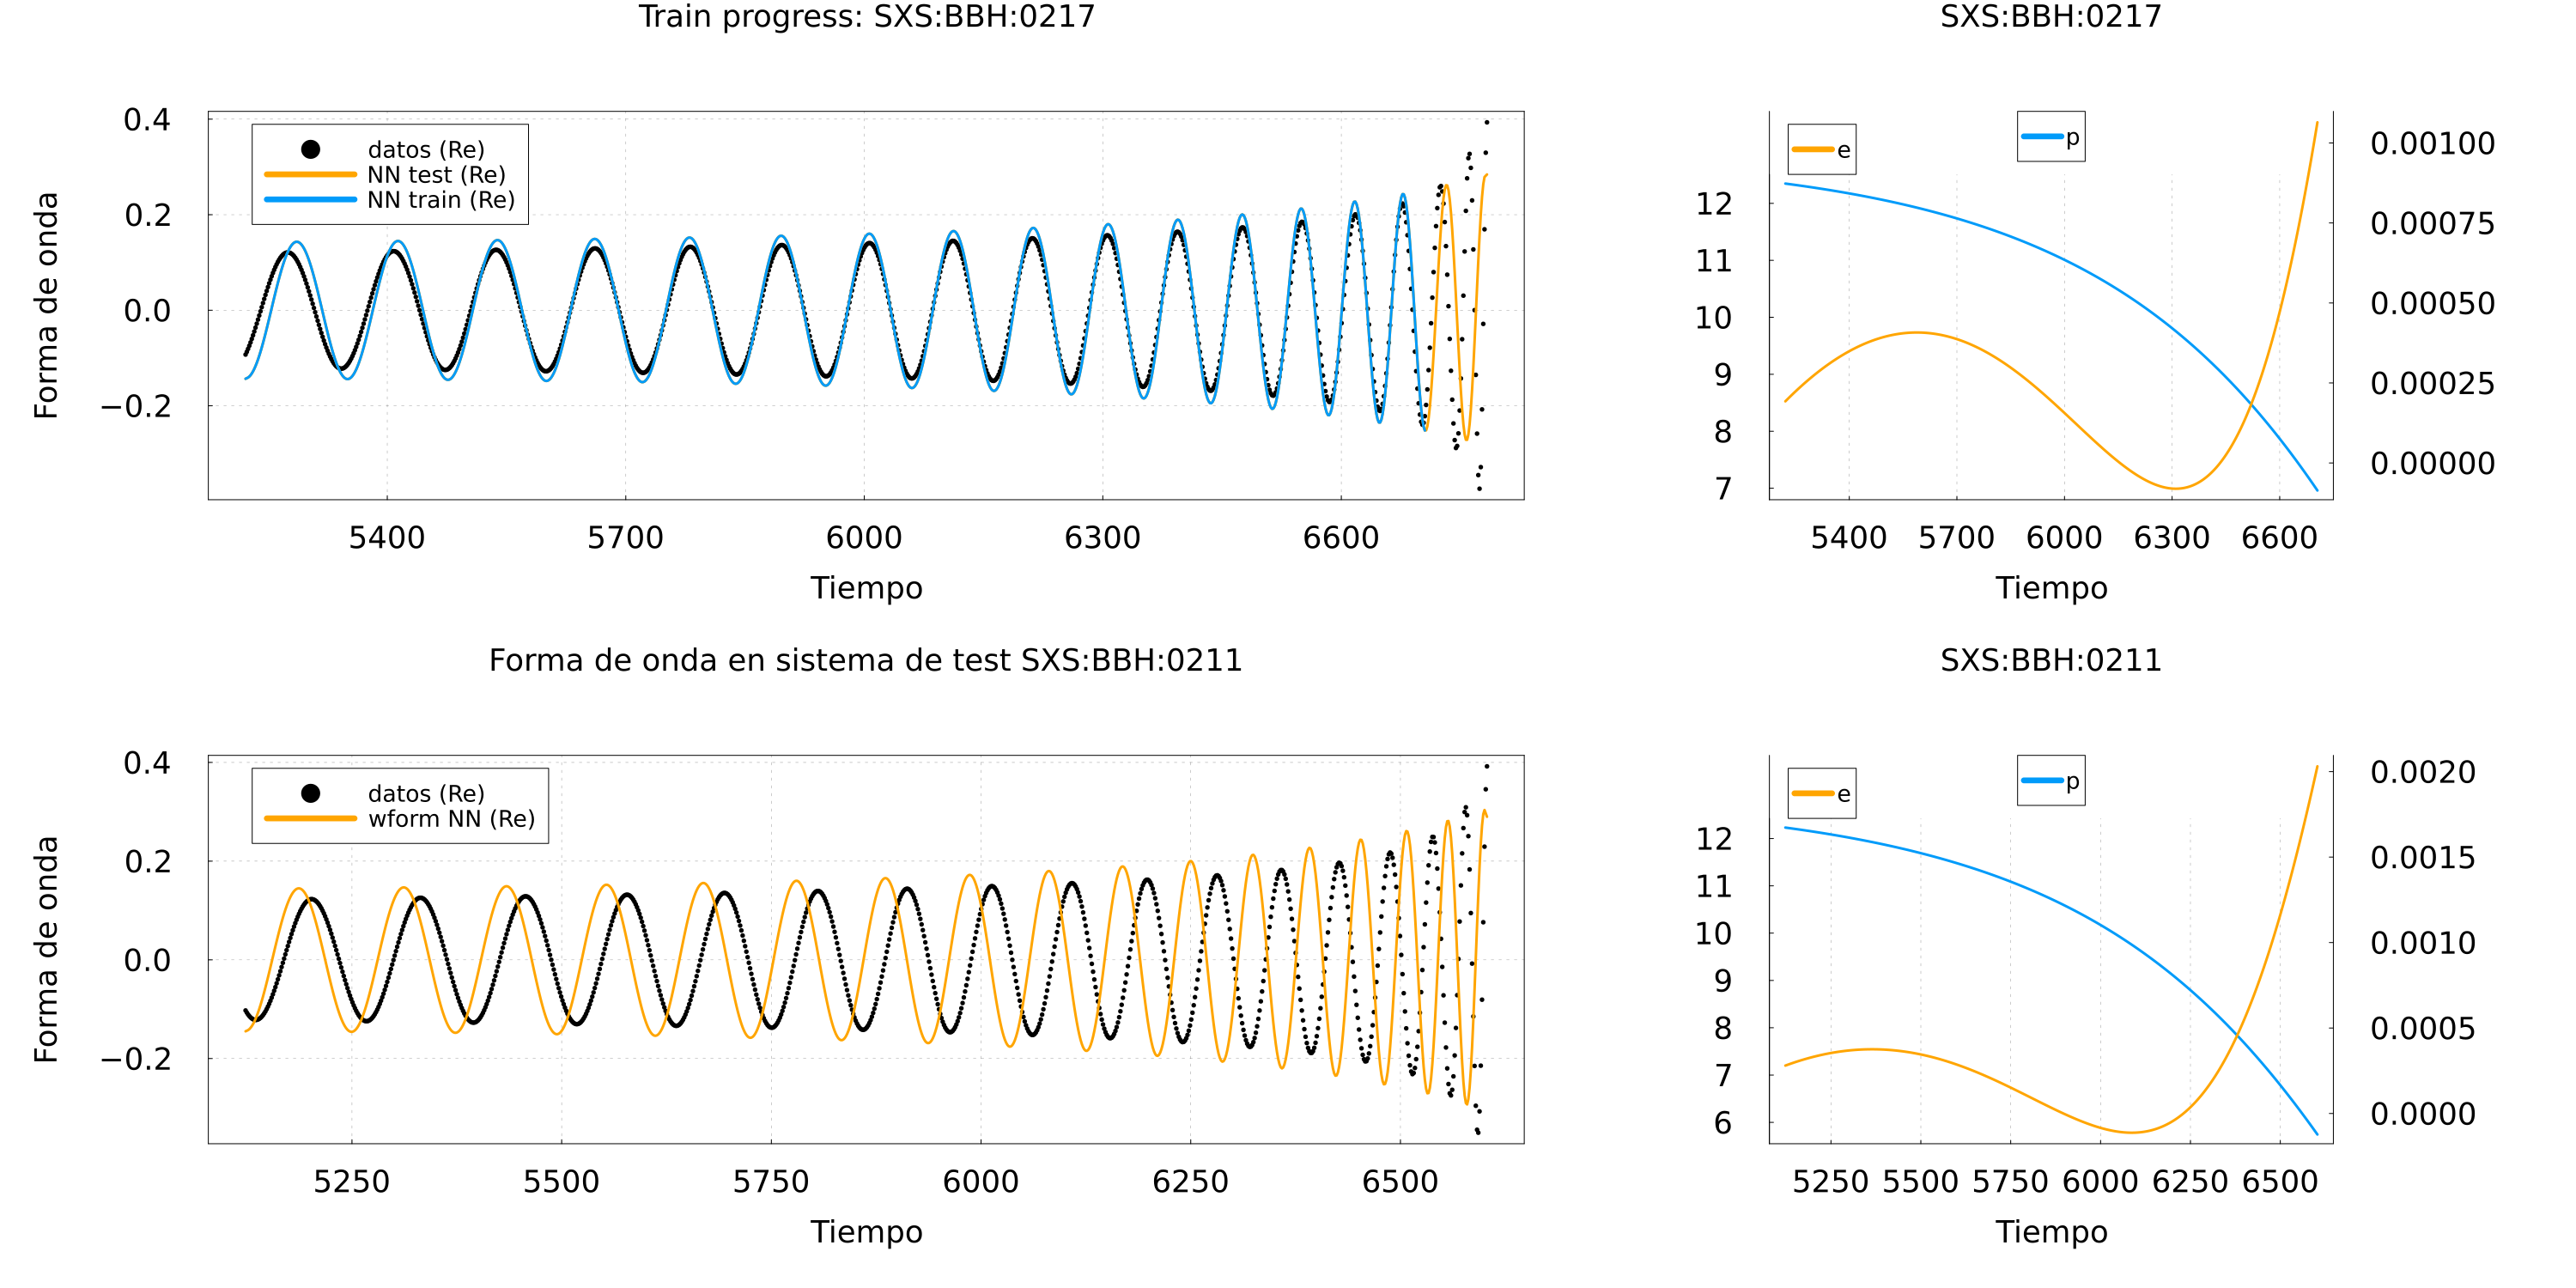 Train progress: SXS:BBH:0217
SXS:BBH:0217
Forma de onda
0.4
0.2
0.0
−0.2
datos (Re)
NN test (Re)
NN train (Re)
5400 5700 6000 6300 6600
Tiempo
e
p
12
11
10
9
8
7
0.00100
0.00075
0.00050
0.00025
0.00000
5400 5700 6000 6300 6600
Tiempo
Forma de onda en sistema de test SXS:BBH:0211
SXS:BBH:0211
Forma de onda
0.4
0.2
0.0
−0.2
datos (Re)
wform NN (Re)
5250 5500 5750 6000 6250 6500
Tiempo
e
p
12
11
10
9
8
7
6
0.0020
0.0015
0.0010
0.0005
0.0000
5250 5500 5750 6000 6250 6500
Tiempo